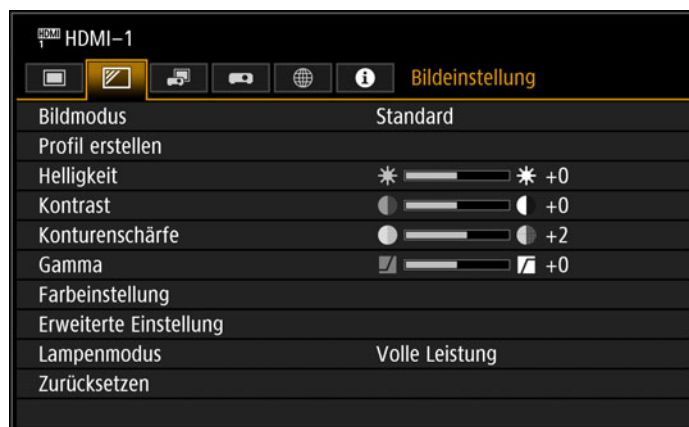 HDMI 1 HDMI-1
Bildeinstellung
Bildmodus Standard
Profil erstellen
Helligkeit +0
Kontrast +0
Konturenschärfe +2
Gamma +0
Farbeinstellung
Erweiterte Einstellung
Lampenmodus Volle Leistung
Zurücksetzen